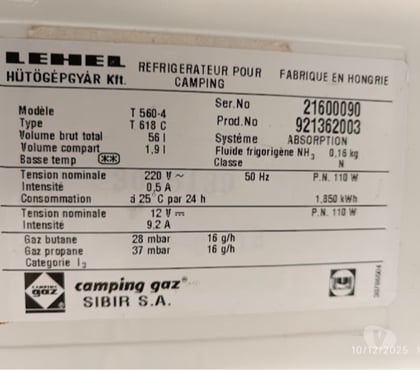 LEHEL
HÜTÖGÉPGYÁR Kft.
REFRIGERATEUR POUR
CAMPING
FABRIQUE EN HONGRIE
Modèle T 560-4
Type T 618 C
Volume brut total 56 l
Volume compart 1,9 l
Basse temp
Ser.No 21600090
Prod.No 921362003
Système ABSORPTION
Fluide frigorigène NH3 0,16 kg
Classe N
Tension nominale 220 V ~ 50 Hz P.N. 110 W
Intensité 0,5 A
Consommation á 25°C par 24 h 1,850 kWh
Tension nominale 12 V ⎓ P.N. 110 W
Intensité 9,2 A
Gaz butane 28 mbar 16 g/h
Gaz propane 37 mbar 16 g/h
Categorie I3
CAMPING
gaz
camping gaz®
SIBIR S.A.
10/12/2025